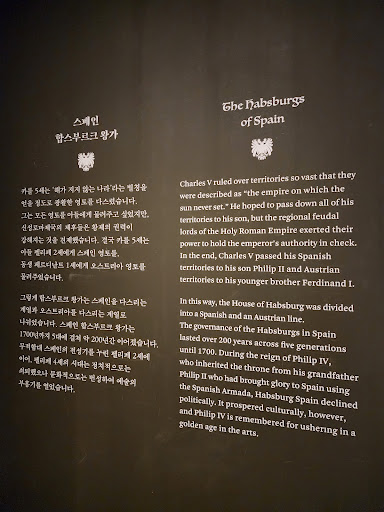 스페인
합스부르크 왕가
카를 5세는 '해가 지지 않는 나라'라는 별칭을
얻을 정도로 광활한 영토를 다스렸습니다.
그는 모든 영토를 아들에게 물려주고 싶었지만,
신성로마제국의 제후들은 황제의 권력이
강해지는 것을 견제했습니다. 결국 카를 5세는
아들 펠리페 2세에게 스페인 영토를,
동생 페르디난트 1세에게 오스트리아 영토를
물려주었습니다.
그렇게 합스부르크 왕가는 스페인을 다스리는
계열과 오스트리아를 다스리는 계열로
나뉘었습니다. 스페인 합스부르크 왕가는
1700년까지 5대에 걸쳐 약 200년간 이어졌습니다.
무적함대 스페인의 전성기를 누린 펠리페 2세에
이어, 펠리페 4세의 시대는 정치적으로는
쇠퇴했으나 문화적으로는 번성하여 예술의
부흥기를 열었습니다.
The Habsburgs
of Spain
Charles V ruled over territories so vast that they
were described as “the empire on which the
sun never set.” He hoped to pass down all of his
territories to his son, but the regional feudal
lords of the Holy Roman Empire exerted their
power to hold the emperor's authority in check.
In the end, Charles V passed his Spanish
territories to his son Philip II and Austrian
territories to his younger brother Ferdinand I.
In this way, the House of Habsburg was divided
into a Spanish and an Austrian line.
The governance of the Habsburgs in Spain
lasted over 200 years across five generations
until 1700. During the reign of Philip IV,
who inherited the throne from his grandfather
Philip II who had brought glory to Spain using
the Spanish Armada, Habsburg Spain declined
politically. It prospered culturally, however,
and Philip IV is remembered for ushering in a
golden age in the arts.